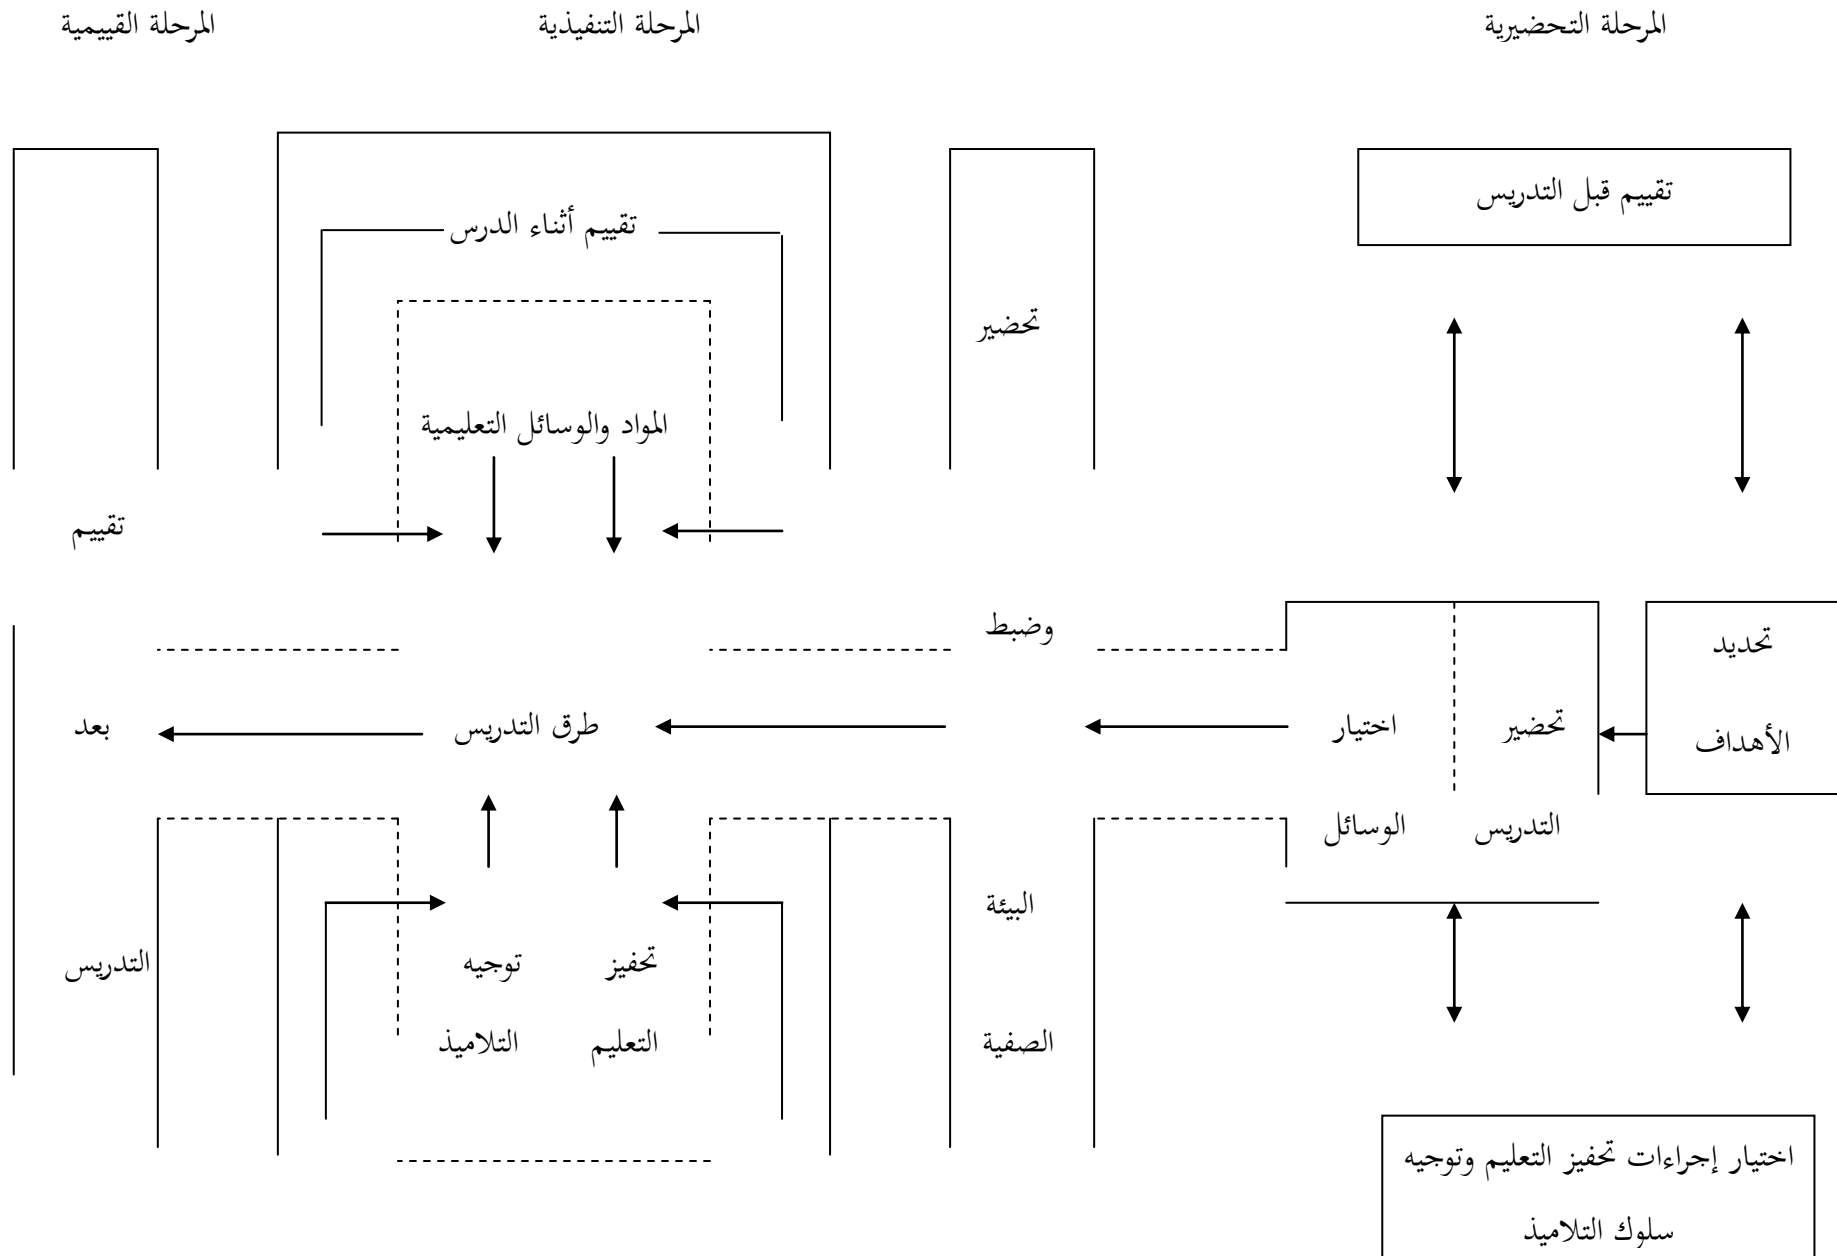 المرحلة التحضيرية
المرحلة التنفيذية
المرحلة القييمية
تقييم قبل التدريس
تحديد
الأهداف
تحضير
التدريس
اختيار
الوسائل
اختيار إجراءات تحفيز التعليم وتوجيه
سلوك التلاميذ
تحضير
وضبط
البيئة
الصفية
تقييم أثناء الدرس
المواد والوسائل التعليمية
طرق التدريس
تحفيز
التعليم
توجيه
التلاميذ
تقييم
بعد
التدريس